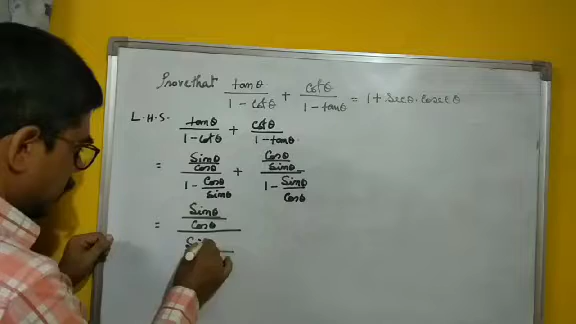 Prove that tanθ/(1 - cotθ) + cotθ/(1 - tanθ) = 1 + secθ · cosecθ
L.H.S. tanθ/(1 - cotθ) + cotθ/(1 - tanθ)
= (Sinθ/Cosθ)/(1 - Cosθ/Sinθ) + (Cosθ/Sinθ)/(1 - Sinθ/Cosθ)
= (Sinθ/Cosθ)/